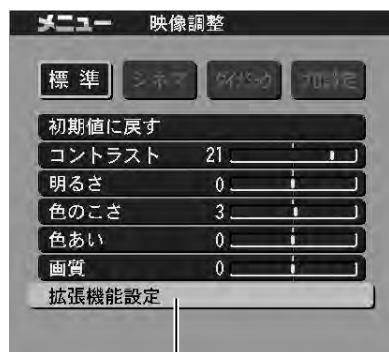 メニュー 映像調整
標準 シネマ ダイナミック プロ設定
初期値に戻す
コントラスト 21
明るさ 0
色のこさ 3
色あい 0
画質 0
拡張機能設定